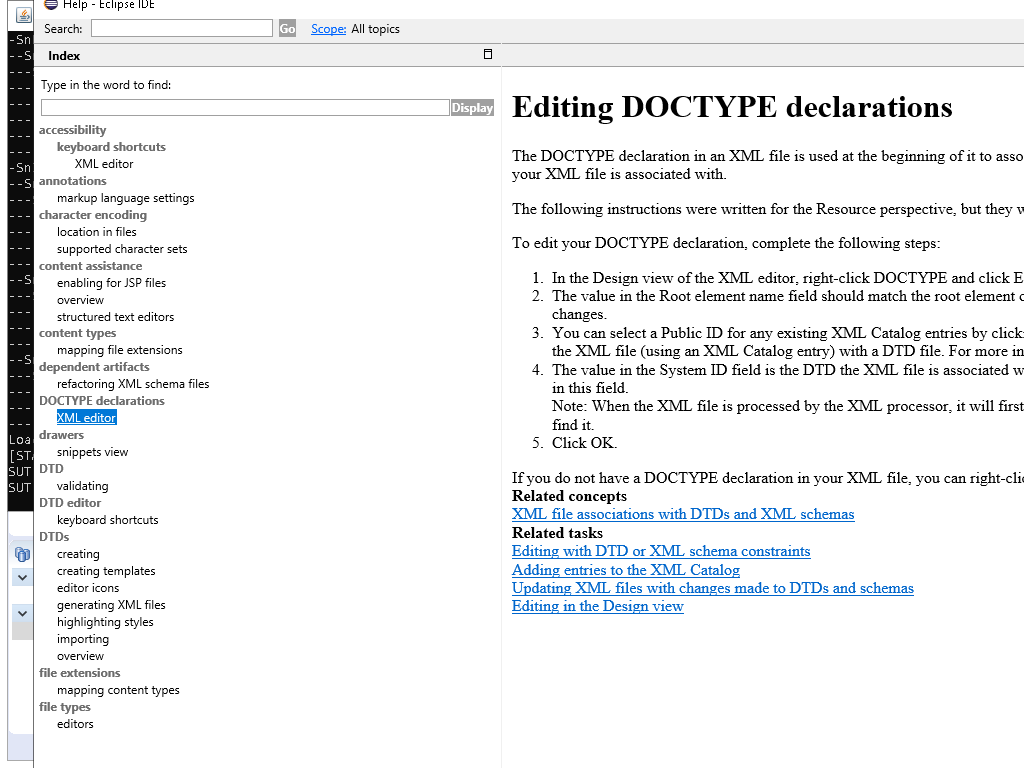 Help - Eclipse IDE
Search:
Go
Scope: All topics
Index
Type in the word to find:
Display
accessibility
keyboard shortcuts
XML editor
annotations
markup language settings
character encoding
location in files
supported character sets
content assistance
enabling for JSP files
overview
structured text editors
content types
mapping file extensions
dependent artifacts
refactoring XML schema files
DOCTYPE declarations
XML editor
drawers
snippets view
DTD
validating
DTD editor
keyboard shortcuts
DTDs
creating
creating templates
editor icons
generating XML files
highlighting styles
importing
overview
file extensions
mapping content types
file types
editors
Editing DOCTYPE declarations
The DOCTYPE declaration in an XML file is used at the beginning of it to asso
your XML file is associated with.
The following instructions were written for the Resource perspective, but they w
To edit your DOCTYPE declaration, complete the following steps:
1. In the Design view of the XML editor, right-click DOCTYPE and click E
2. The value in the Root element name field should match the root element o
changes.
3. You can select a Public ID for any existing XML Catalog entries by click
the XML file (using an XML Catalog entry) with a DTD file. For more in
4. The value in the System ID field is the DTD the XML file is associated w
in this field.
Note: When the XML file is processed by the XML processor, it will first
find it.
5. Click OK.
If you do not have a DOCTYPE declaration in your XML file, you can right-clic
Related concepts
XML file associations with DTDs and XML schemas
Related tasks
Editing with DTD or XML schema constraints
Adding entries to the XML Catalog
Updating XML files with changes made to DTDs and schemas
Editing in the Design view
-Sn
--S
-Sn
--S
--S
--S
Loa
[STA
SUT
SUT